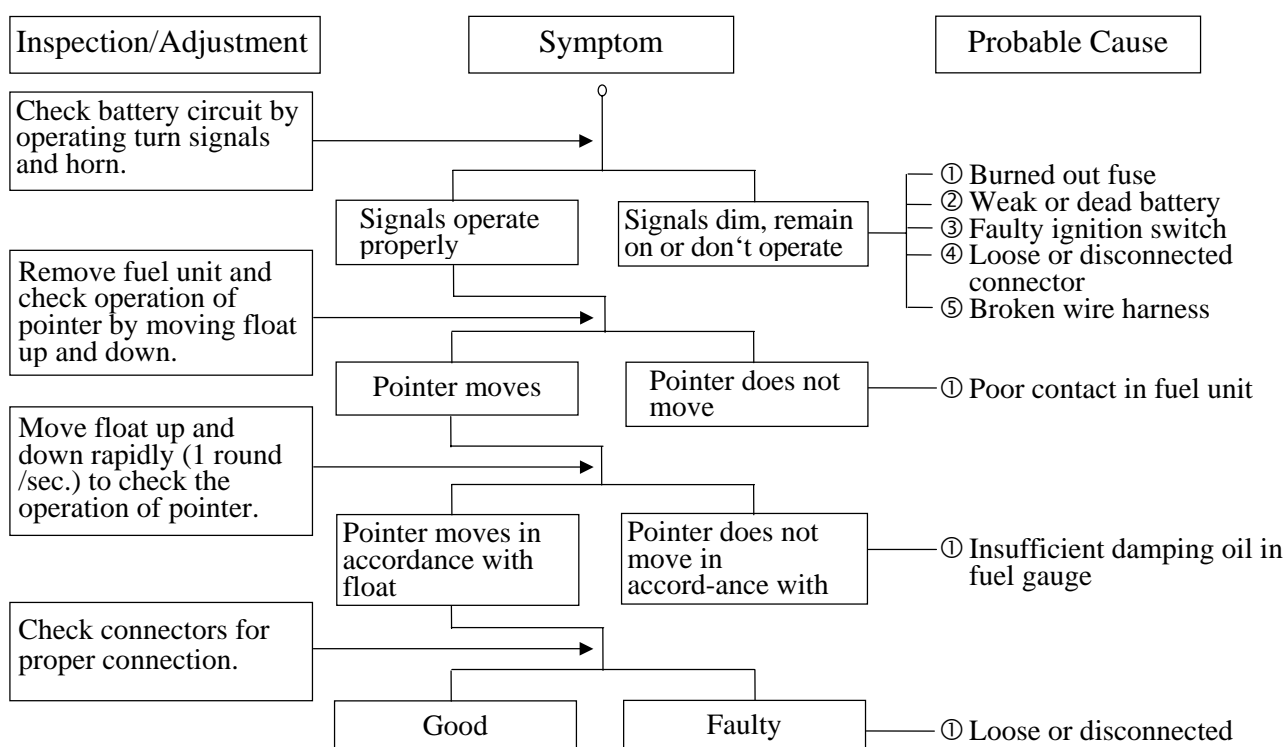 Inspection/Adjustment
Symptom
Probable Cause
Check battery circuit by
operating turn signals
and horn.
Signals operate
properly
Signals dim, remain
on or don‘t operate
① Burned out fuse
② Weak or dead battery
③ Faulty ignition switch
④ Loose or disconnected
connector
⑤ Broken wire harness
Remove fuel unit and
check operation of
pointer by moving float
up and down.
Pointer moves
Pointer does not
move
① Poor contact in fuel unit
Move float up and
down rapidly (1 round
/sec.) to check the
operation of pointer.
Pointer moves in
accordance with
float
Pointer does not
move in
accord-ance with
① Insufficient damping oil in
fuel gauge
Check connectors for
proper connection.
Good
Faulty
① Loose or disconnected